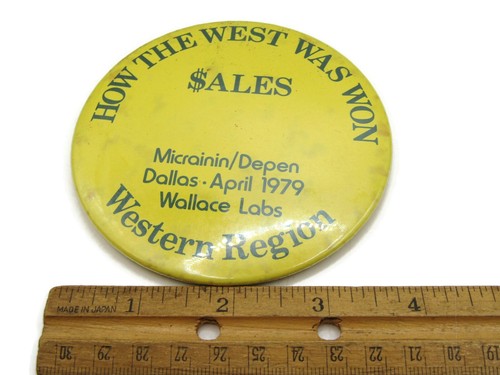 HOW THE WEST WAS WON
$ALES
Micrainin/Depen
Dallas · April 1979
Wallace Labs
Western Region
MADE IN JAPAN 1 2 3 4
30 29 28 27 26 25 24 23 22 21 20 19